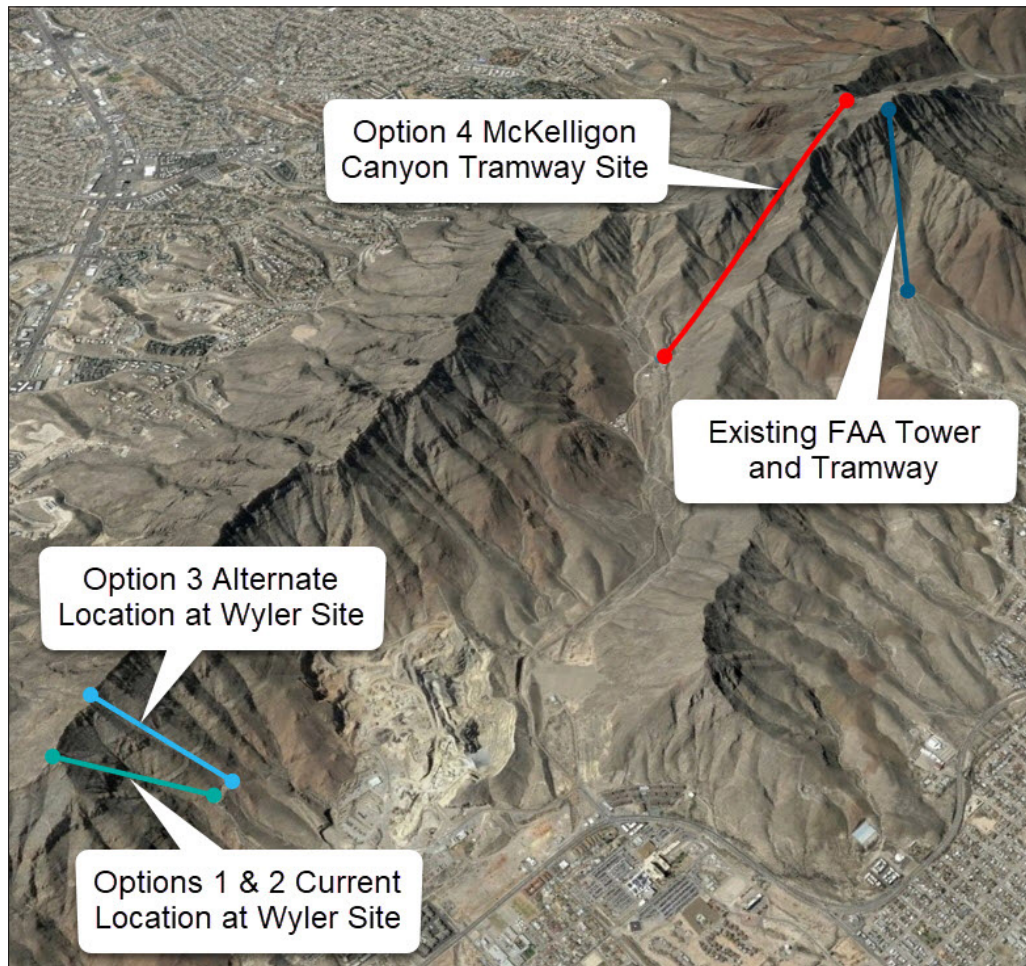 Option 4 McKelligon
Canyon Tramway Site
Existing FAA Tower
and Tramway
Option 3 Alternate
Location at Wyler Site
Options 1 & 2 Current
Location at Wyler Site